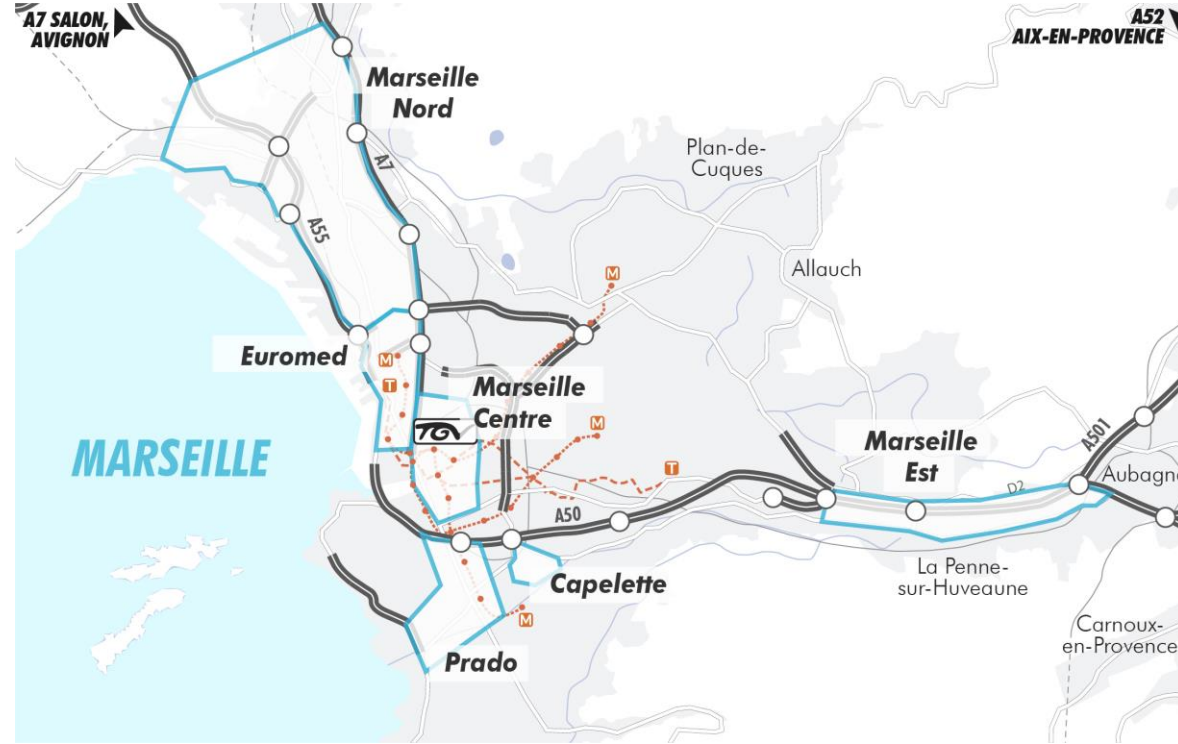 A7 SALON,
AVIGNON
A52
AIX-EN-PROVENCE
Marseille
Nord
A7
Plan-de-
Cuques
A55
Allauch
M
Euromed
M
T
Marseille
Centre
TGV
M
MARSEILLE
Marseille
Est
A501
T
D2
Aubagne
A50
Capelette
La Penne-
sur-Huveaune
M
Carnoux-
en-Provence
Prado